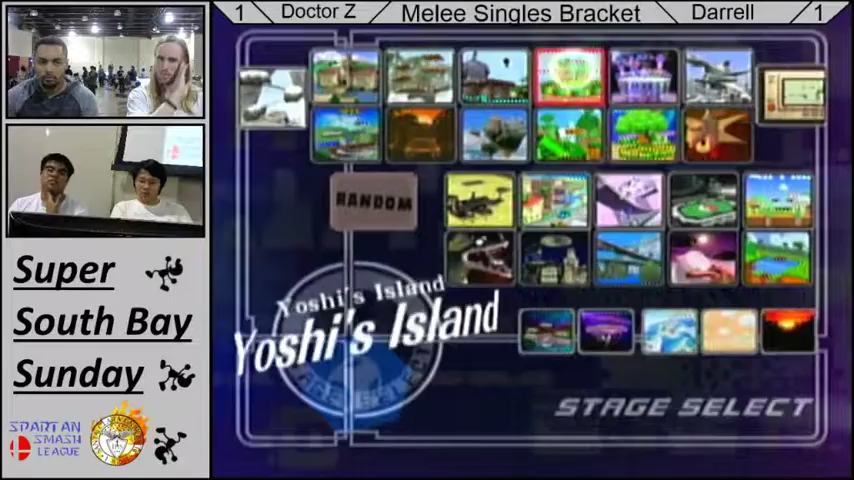 1 Doctor Z Melee Singles Bracket Darrell 1
RANDOM
Yoshi's Island
Yoshi's Island
STAGE SELECT
Super
South Bay
Sunday
SPARTAN
SMASH
LEAGUE